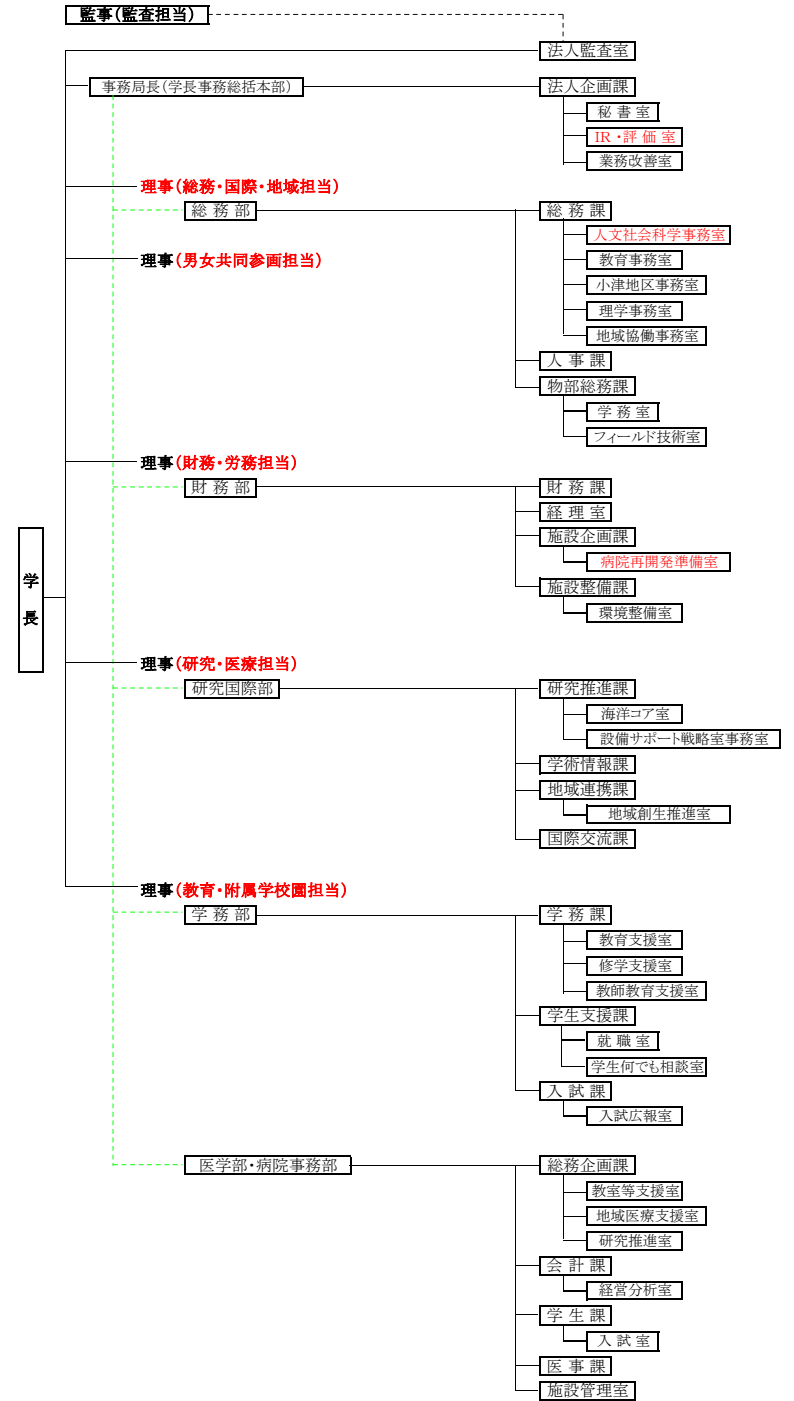 監事(監査担当)
法人監査室
事務局長(学長事務総括本部)
法人企画課
秘書室
IR・評価室
業務改善室
理事(総務・国際・地域担当)
総務部
総務課
人文社会科学事務室
教育事務室
小津地区事務室
理学事務室
地域協働事務室
理事(男女共同参画担当)
人事課
物部総務課
学務室
フィールド技術室
理事(財務・労務担当)
財務部
財務課
経理室
施設企画課
病院再開発準備室
施設整備課
環境整備室
学長
理事(研究・医療担当)
研究国際部
研究推進課
海洋コア室
設備サポート戦略室事務室
学術情報課
地域連携課
地域創生推進室
国際交流課
理事(教育・附属学校園担当)
学務部
学務課
教育支援室
修学支援室
教師教育支援室
学生支援課
就職室
学生何でも相談室
入試課
入試広報室
医学部・病院事務部
総務企画課
教室等支援室
地域医療支援室
研究推進室
会計課
経営分析室
学生課
入試室
医事課
施設管理室